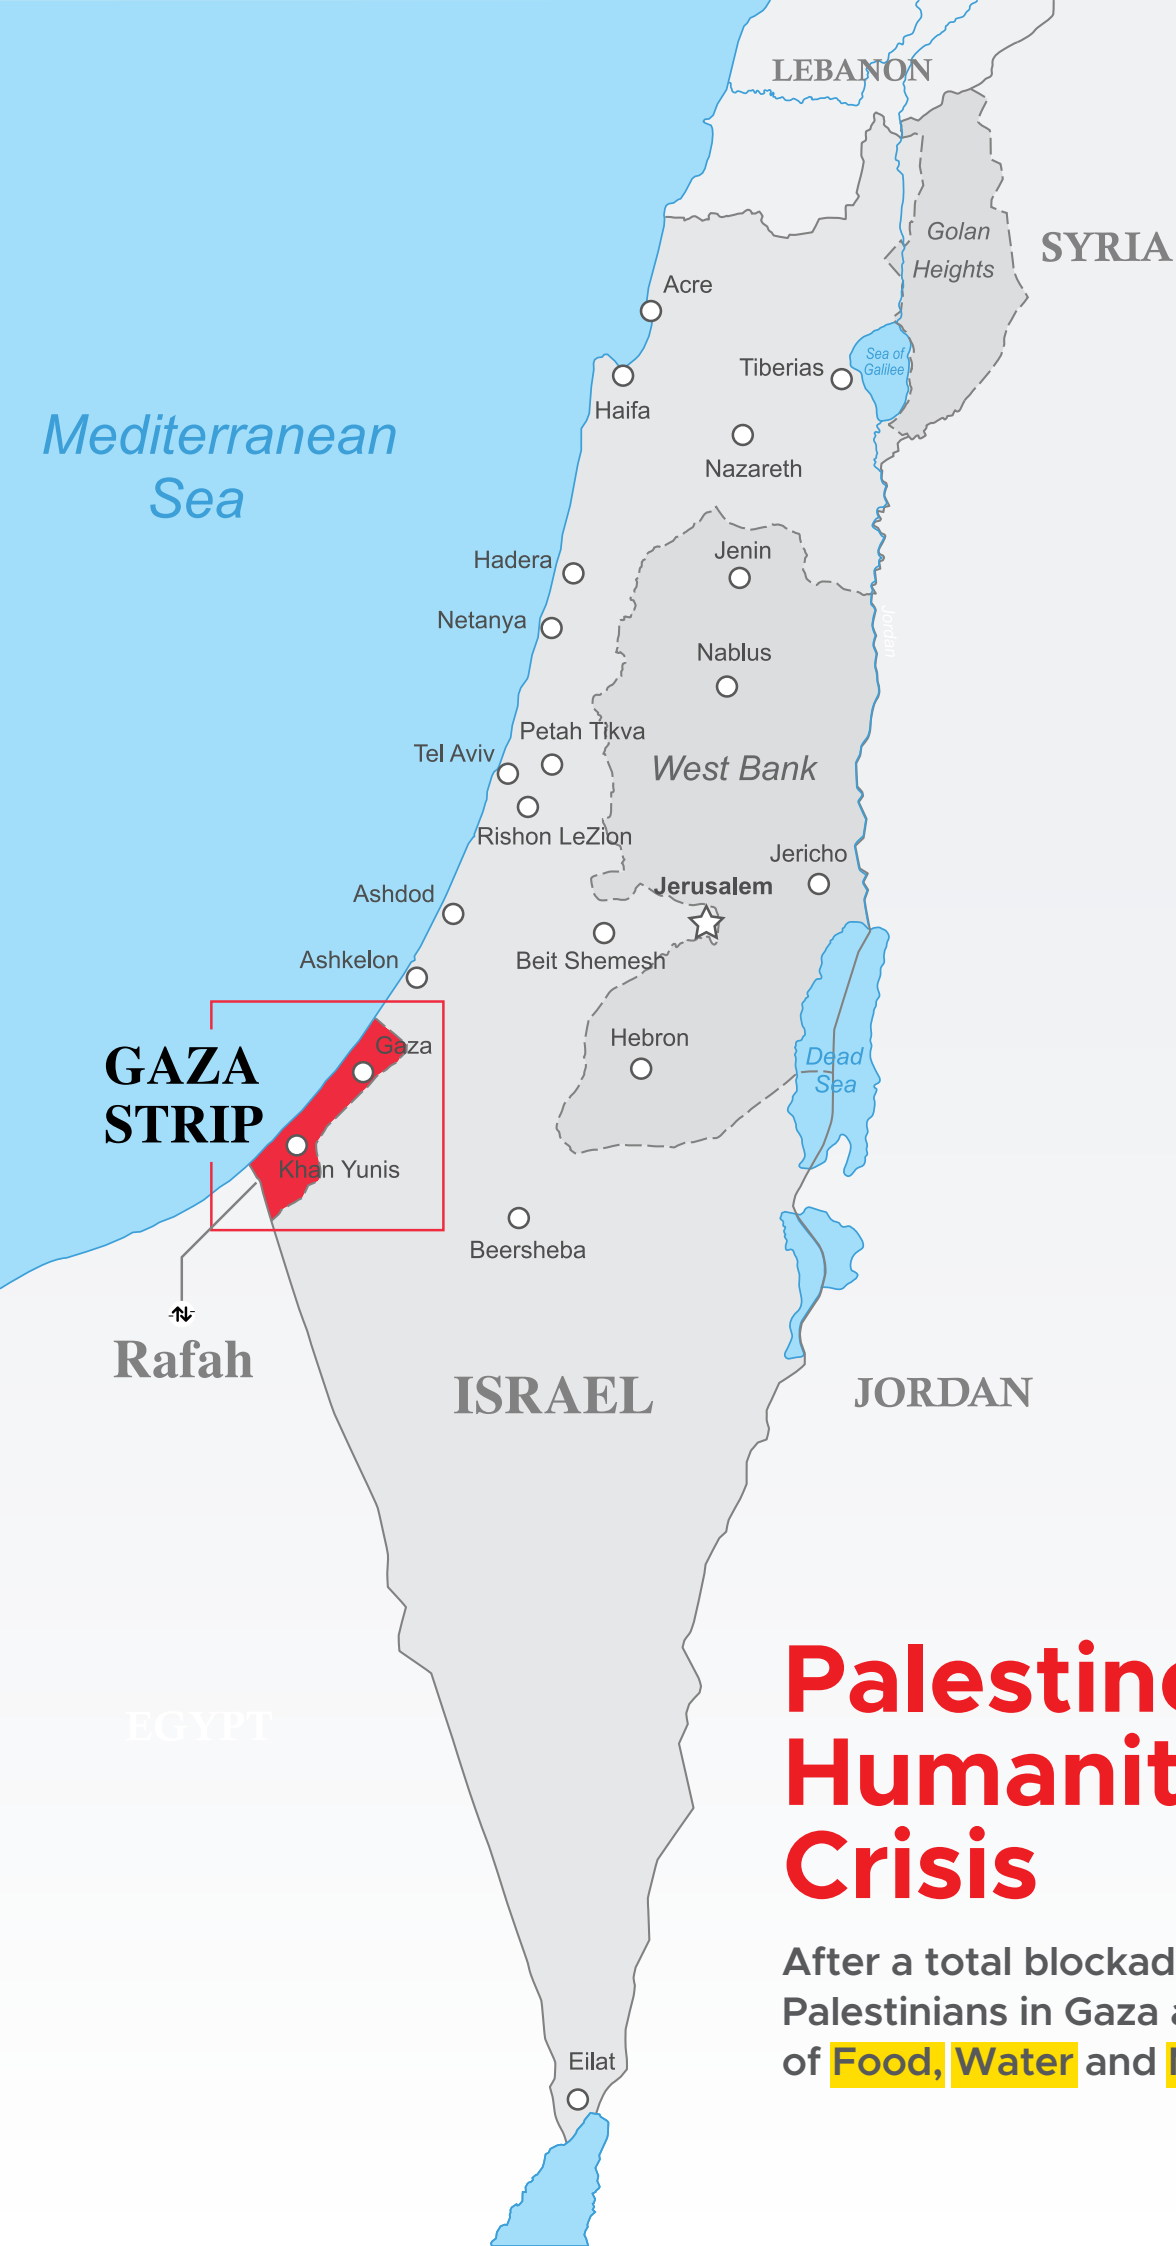 LEBANON
Golan
Heights
SYRIA
Acre
Sea of
Galilee
Tiberias
Haifa
Mediterranean
Sea
Nazareth
Jenin
Hadera
Jordan
Netanya
Nablus
Petah Tikva
Tel Aviv
West Bank
Rishon LeZion
Jericho
Jerusalem
Ashdod
Ashkelon
Beit Shemesh
Hebron
Gaza
Dead
Sea
GAZA
STRIP
Khan Yunis
Beersheba
Rafah
ISRAEL
JORDAN
EGYPT
Palestine
Humanit
Crisis
After a total blockad
Palestinians in Gaza a
of Food, Water and
Eilat